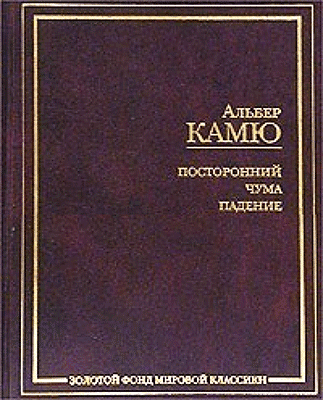 АЛЬБЕР
КАМЮ
ПОСТОРОННИЙ
ЧУМА
ПАДЕНИЕ
ЗОЛОТОЙ ФОНД МИРОВОЙ КЛАССИКИ